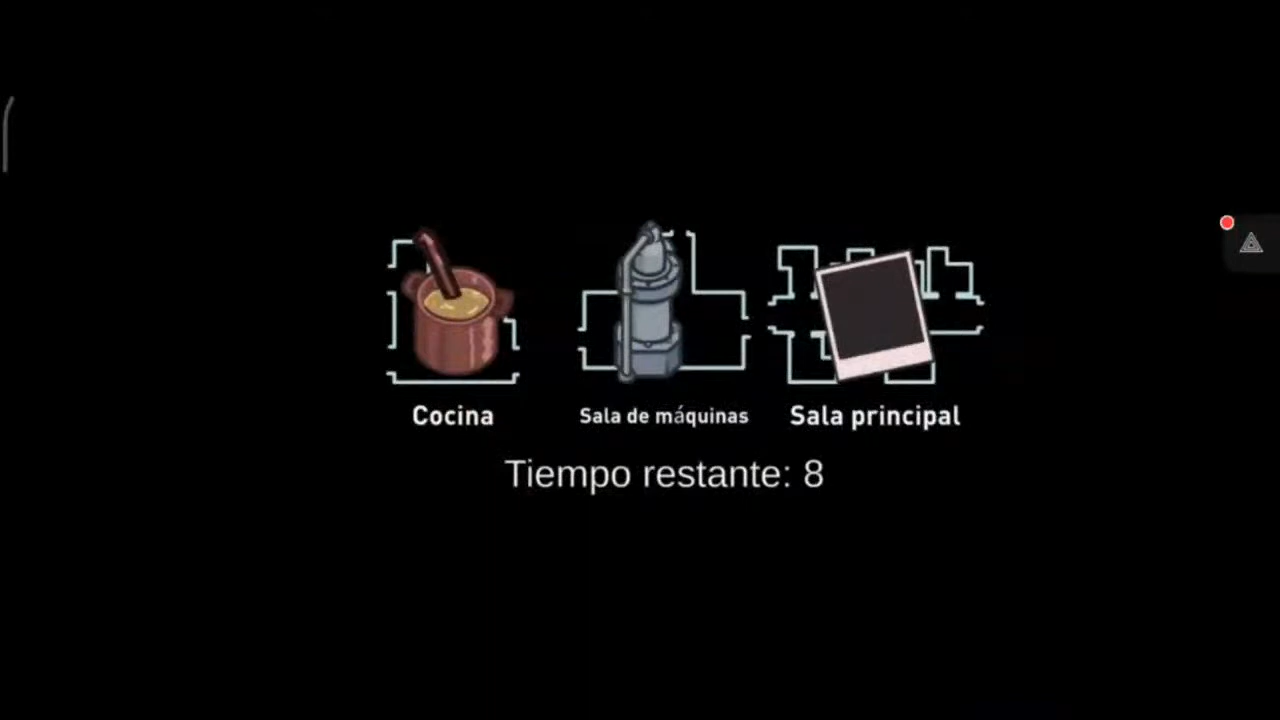 Cocina
Sala de máquinas
Sala principal
Tiempo restante: 8